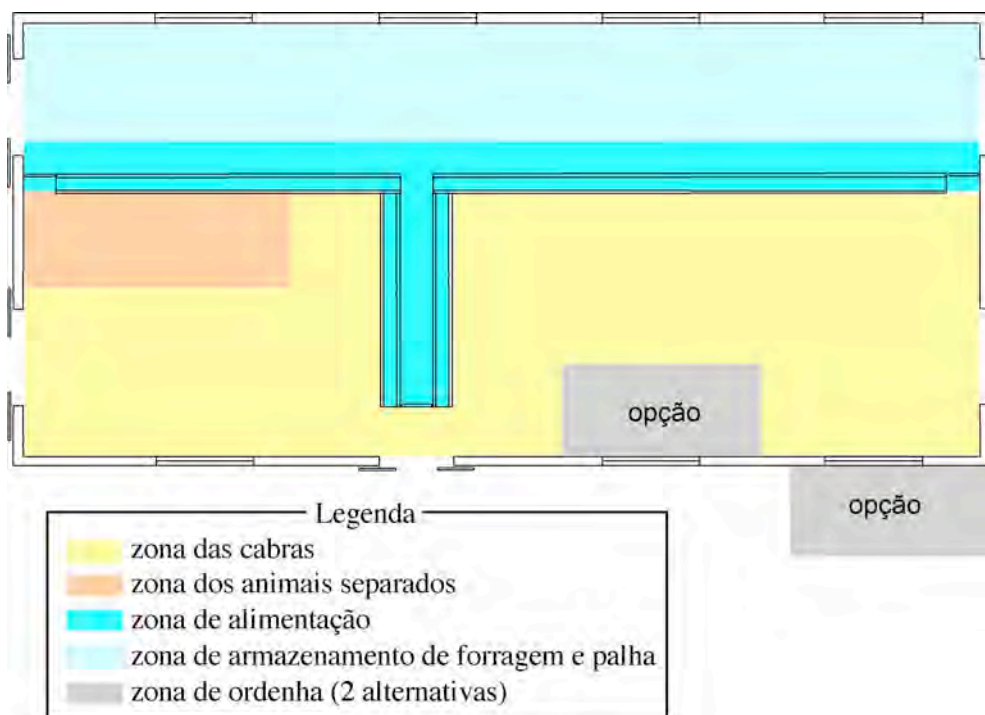 opção
opção
Legenda
zona das cabras
zona dos animais separados
zona de alimentação
zona de armazenamento de forragem e palha
zona de ordenha (2 alternativas)